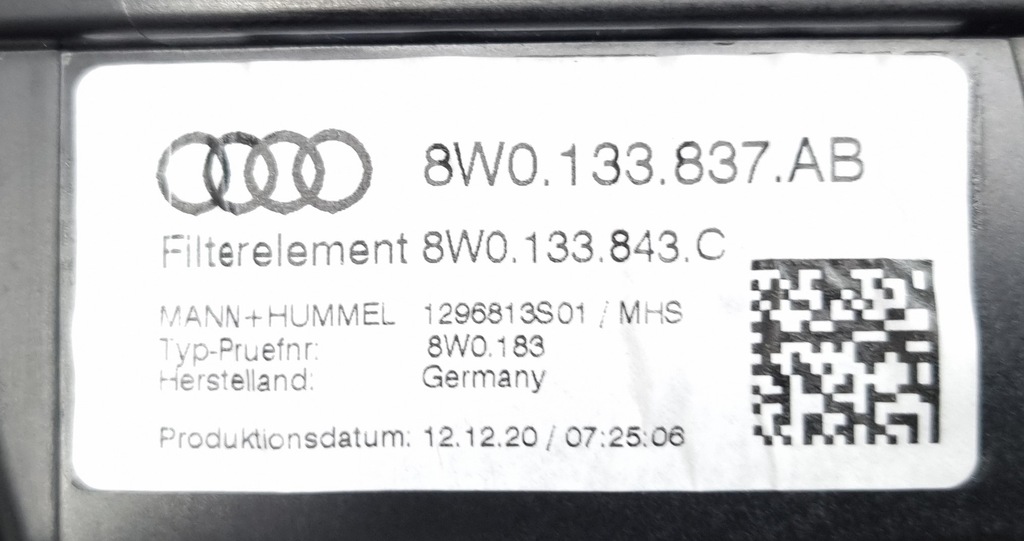 8W0.133.837.AB
Filterelement 8W0.133.843.C
MANN+HUMMEL 1296813S01 / MHS
Typ-Pruefnr: 8W0.183
Herstelland: Germany
Produktionsdatum: 12.12.20 / 07:25:06